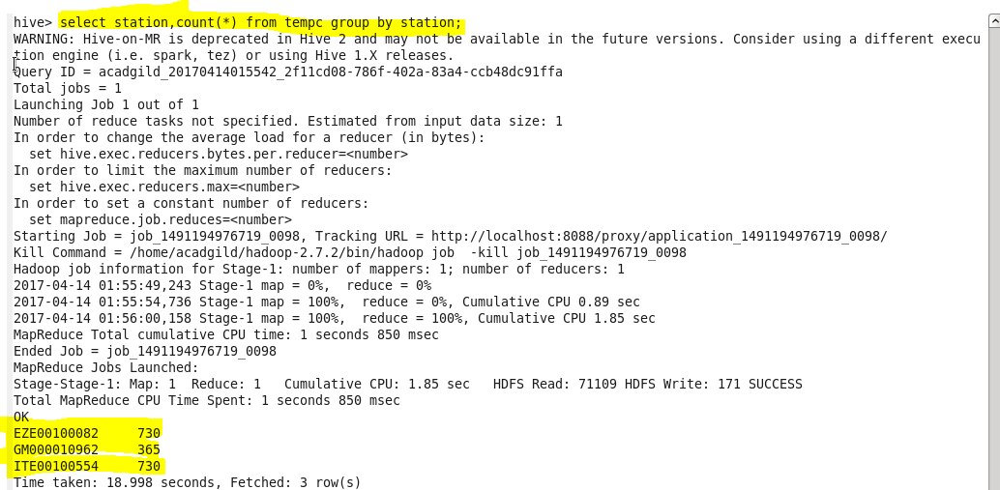 hive> select station,count(*) from tempc group by station;
WARNING: Hive-on-MR is deprecated in Hive 2 and may not be available in the future versions. Consider using a different execu
tion engine (i.e. spark, tez) or using Hive 1.X releases.
Query ID = acadgild_20170414015542_2f11cd08-786f-402a-83a4-ccb48dc91ffa
Total jobs = 1
Launching Job 1 out of 1
Number of reduce tasks not specified. Estimated from input data size: 1
In order to change the average load for a reducer (in bytes):
  set hive.exec.reducers.bytes.per.reducer=<number>
In order to limit the maximum number of reducers:
  set hive.exec.reducers.max=<number>
In order to set a constant number of reducers:
  set mapreduce.job.reduces=<number>
Starting Job = job_1491194976719_0098, Tracking URL = http://localhost:8088/proxy/application_1491194976719_0098/
Kill Command = /home/acadgild/hadoop-2.7.2/bin/hadoop job  -kill job_1491194976719_0098
Hadoop job information for Stage-1: number of mappers: 1; number of reducers: 1
2017-04-14 01:55:49,243 Stage-1 map = 0%,  reduce = 0%
2017-04-14 01:55:54,736 Stage-1 map = 100%,  reduce = 0%, Cumulative CPU 0.89 sec
2017-04-14 01:56:00,158 Stage-1 map = 100%,  reduce = 100%, Cumulative CPU 1.85 sec
MapReduce Total cumulative CPU time: 1 seconds 850 msec
Ended Job = job_1491194976719_0098
MapReduce Jobs Launched:
Stage-Stage-1: Map: 1  Reduce: 1   Cumulative CPU: 1.85 sec   HDFS Read: 71109 HDFS Write: 171 SUCCESS
Total MapReduce CPU Time Spent: 1 seconds 850 msec
OK
EZE00100082     730
GM000010962     365
ITE00100554     730
Time taken: 18.998 seconds, Fetched: 3 row(s)